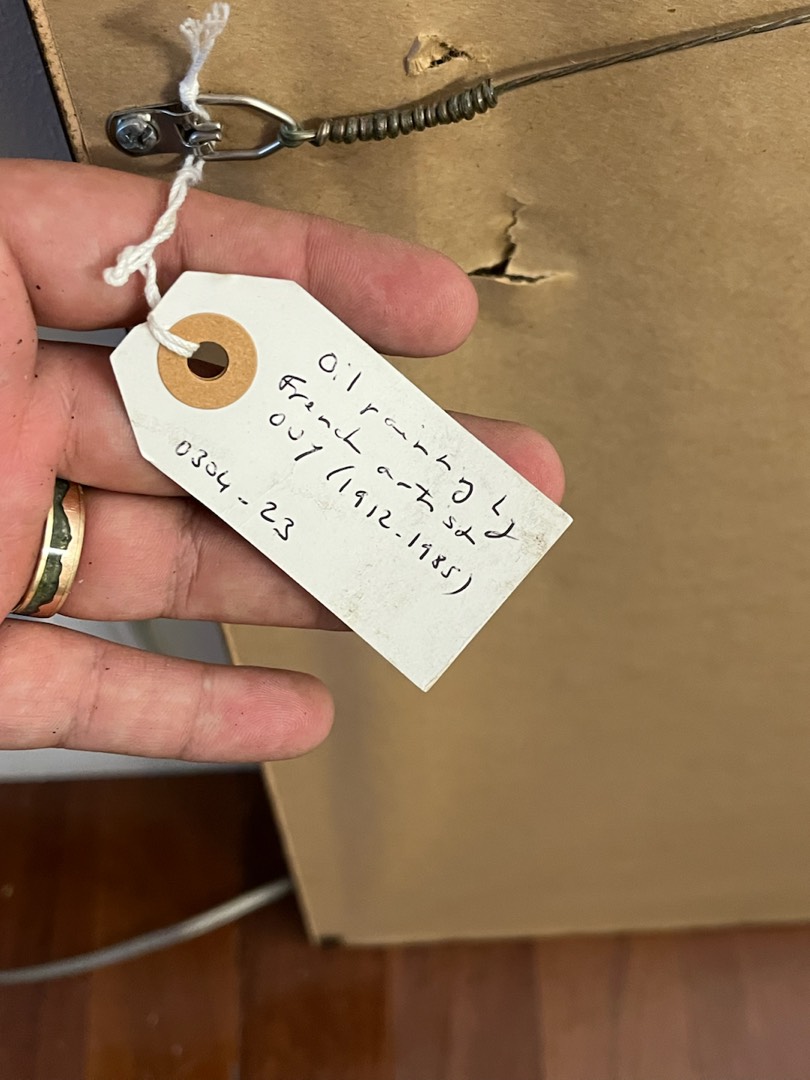 Oil painting by
French artist
OUY (1912-1985)
0304-23